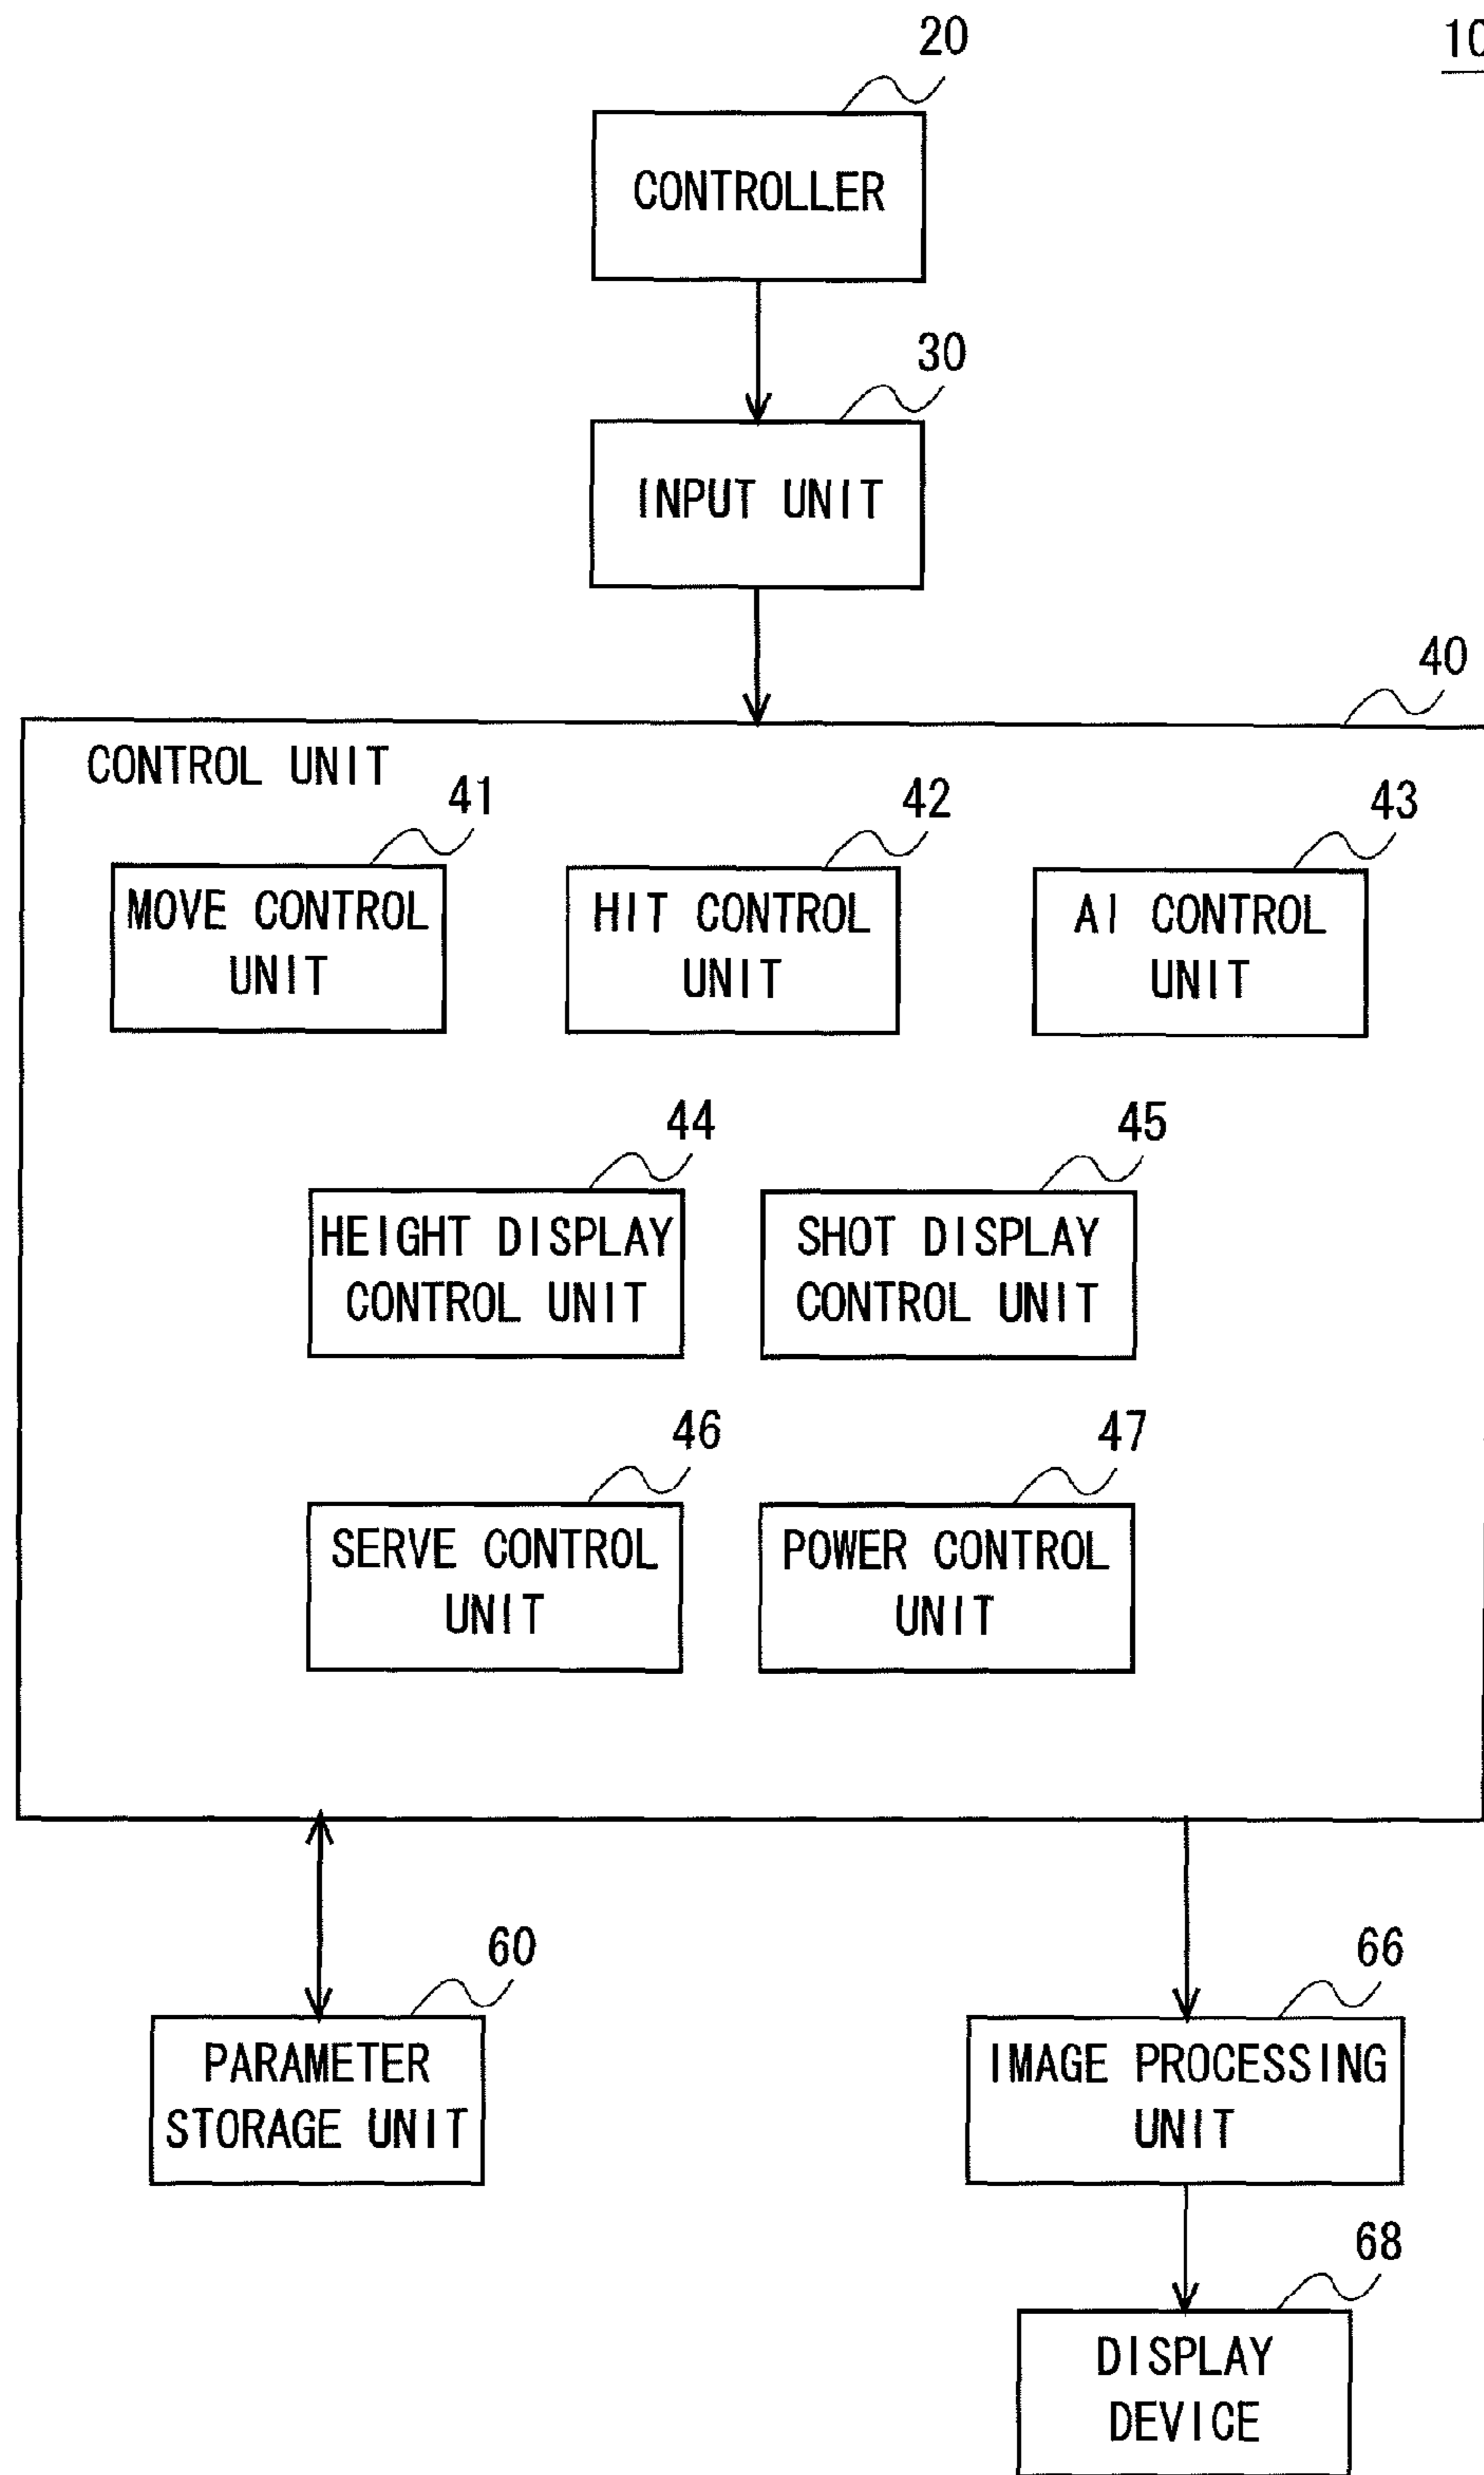 10
20
CONTROLLER
30
INPUT UNIT
40
CONTROL UNIT
41
42
43
MOVE CONTROL
UNIT
HIT CONTROL
UNIT
AI CONTROL
UNIT
44
45
HEIGHT DISPLAY
CONTROL UNIT
SHOT DISPLAY
CONTROL UNIT
46
47
SERVE CONTROL
UNIT
POWER CONTROL
UNIT
60
66
PARAMETER
STORAGE UNIT
IMAGE PROCESSING
UNIT
68
DISPLAY
DEVICE